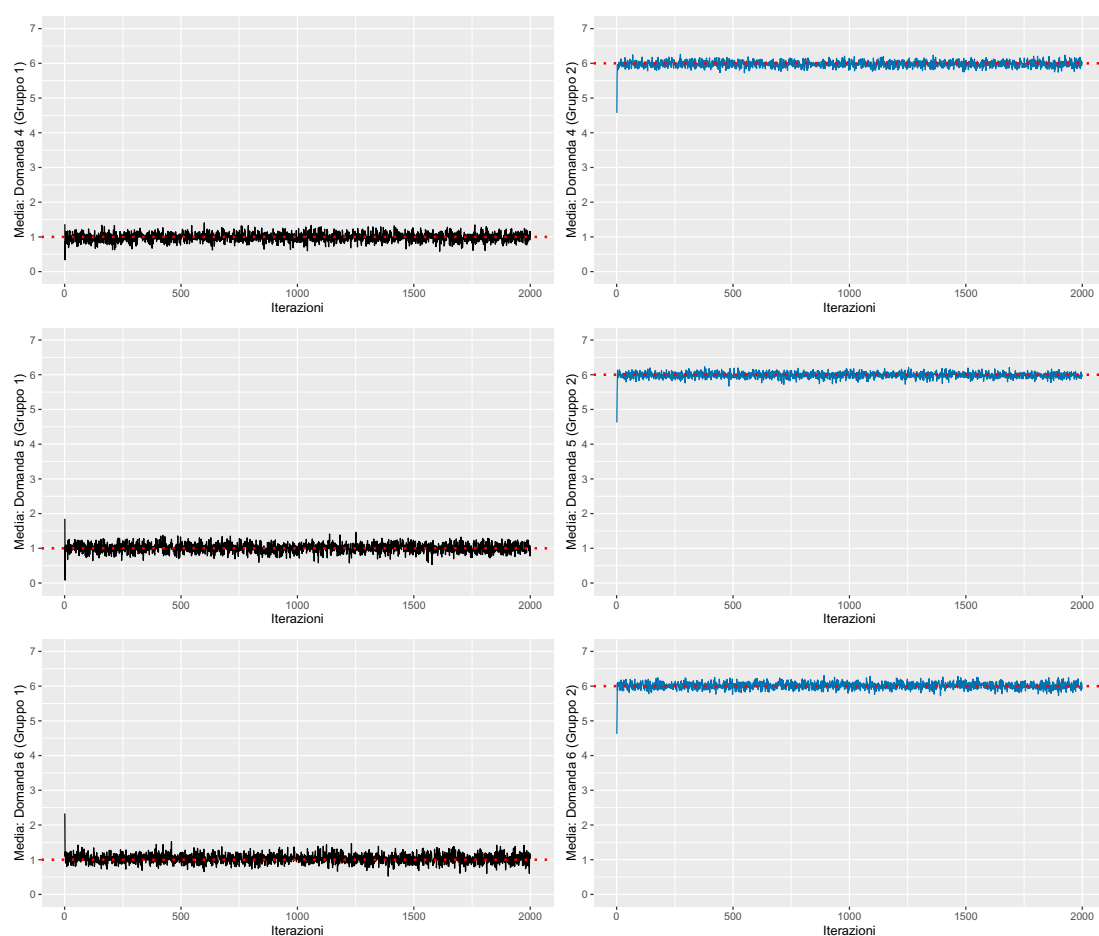 Media: Domanda 4 (Gruppo 1)
7
6
5
4
3
2
1
0
0 500 1000 1500 2000
Iterazioni
Media: Domanda 4 (Gruppo 2)
7
6
5
4
3
2
1
0
0 500 1000 1500 2000
Iterazioni
Media: Domanda 5 (Gruppo 1)
7
6
5
4
3
2
1
0
0 500 1000 1500 2000
Iterazioni
Media: Domanda 5 (Gruppo 2)
7
6
5
4
3
2
1
0
0 500 1000 1500 2000
Iterazioni
Media: Domanda 6 (Gruppo 1)
7
6
5
4
3
2
1
0
0 500 1000 1500 2000
Iterazioni
Media: Domanda 6 (Gruppo 2)
7
6
5
4
3
2
1
0
0 500 1000 1500 2000
Iterazioni